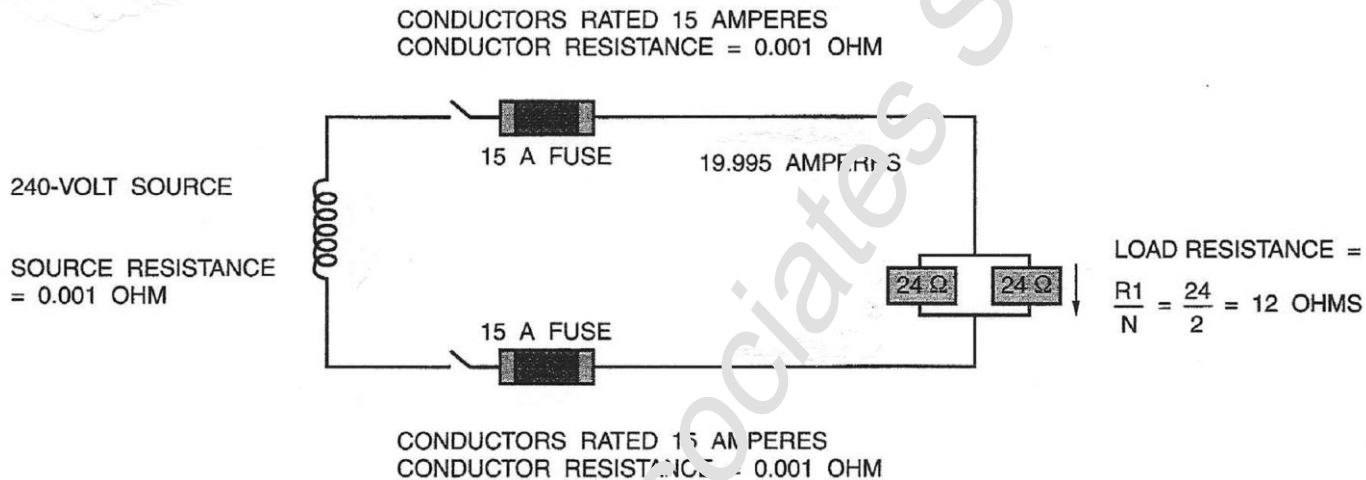 CONDUCTORS RATED 15 AMPERES
CONDUCTOR RESISTANCE = 0.001 OHM
15 A FUSE
19.995 AMPERES
240-VOLT SOURCE
SOURCE RESISTANCE
= 0.001 OHM
24 Ω
24 Ω
LOAD RESISTANCE =
R1/N = 24/2 = 12 OHMS
15 A FUSE
CONDUCTORS RATED 15 AMPERES
CONDUCTOR RESISTANCE = 0.001 OHM
ociates S